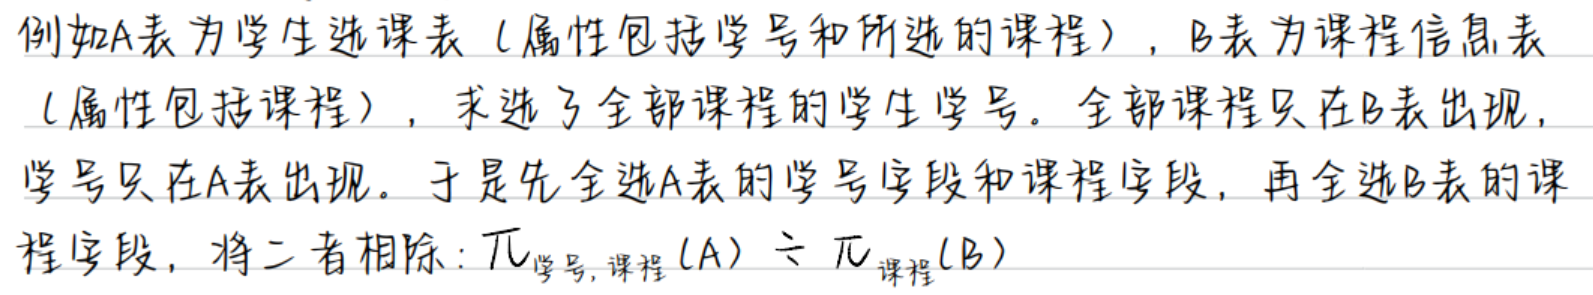 例如A表为学生选课表（属性包括学号和所选的课程），B表为课程信息表
（属性包括课程），求选了全部课程的学生学号。全部课程只在B表出现，
学号只在A表出现。于是先全选A表的学号字段和课程字段，再全选B表的课
程字段，将二者相除：π学号,课程(A) ÷ π课程(B)